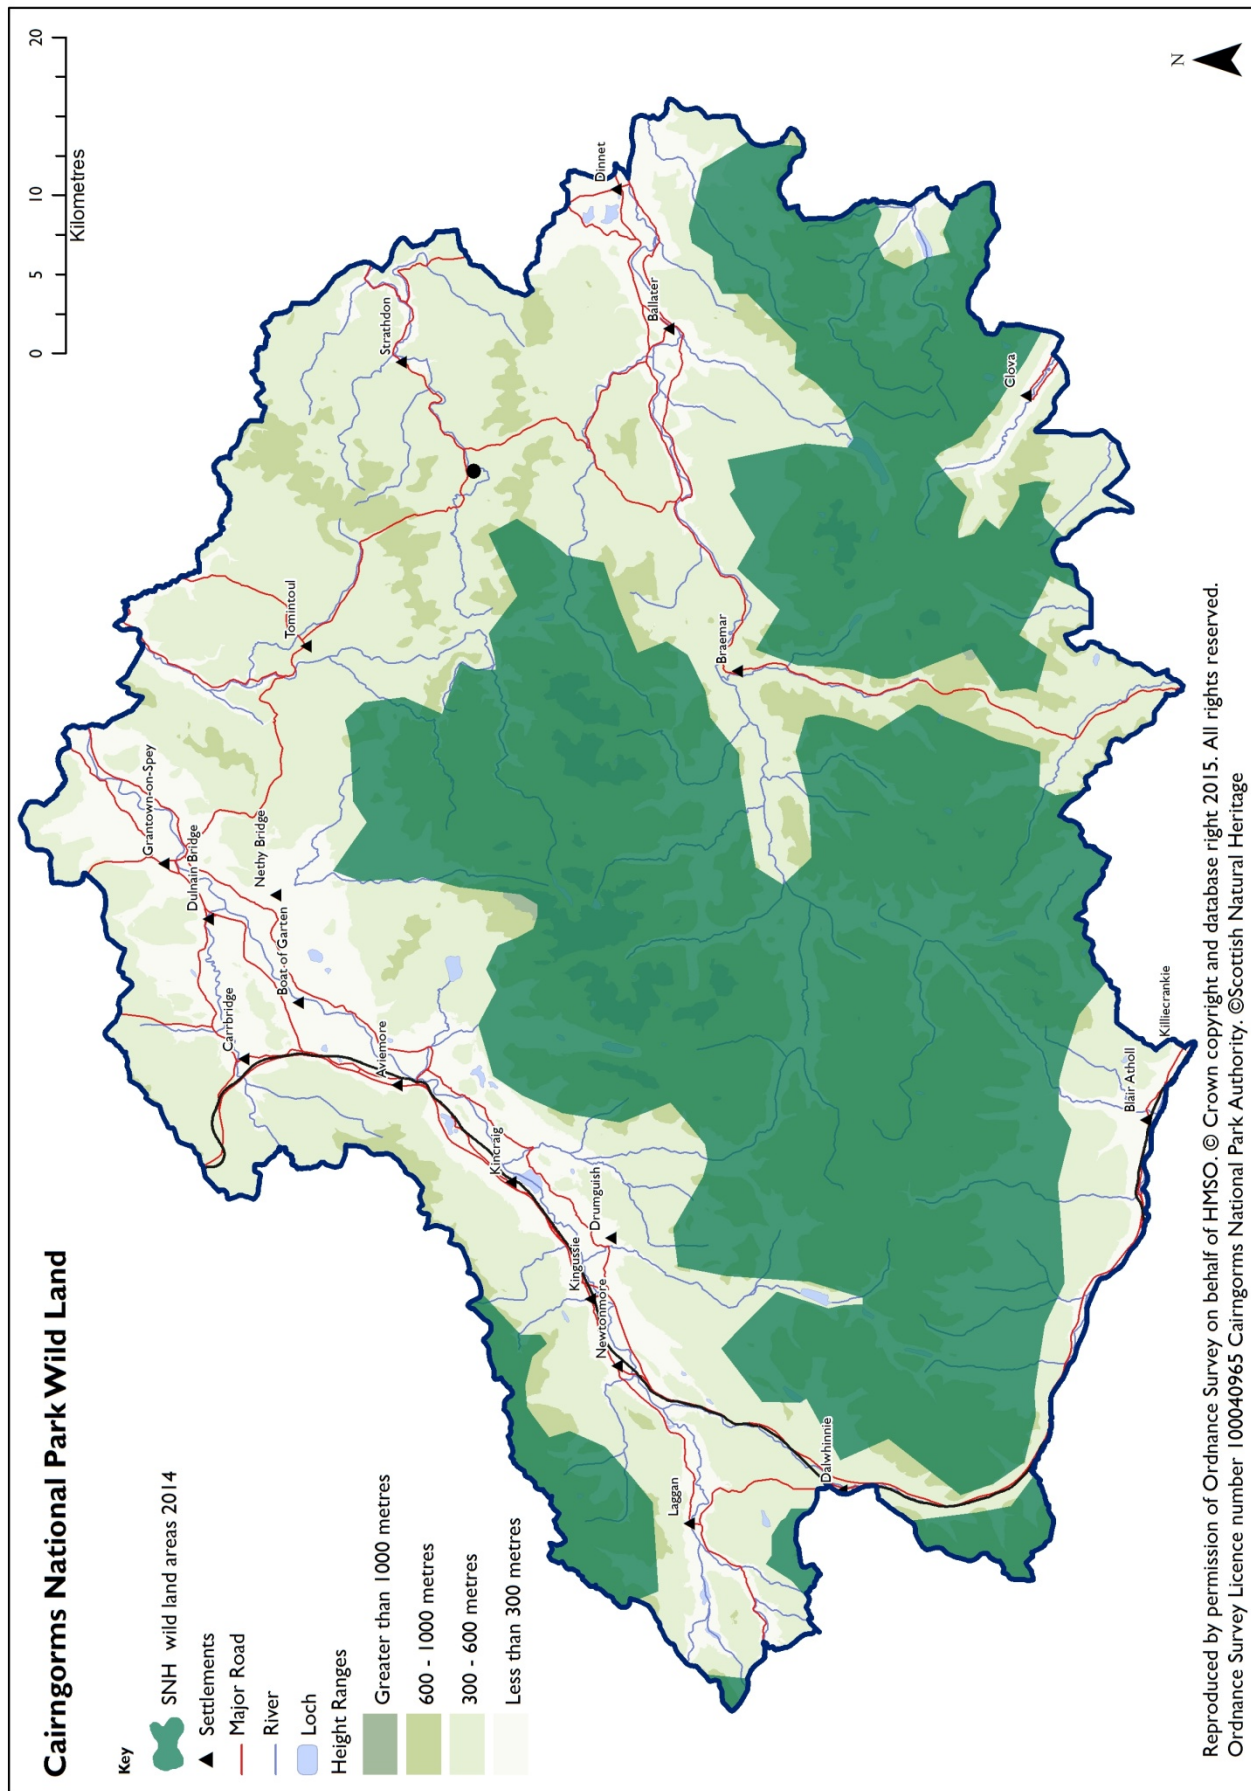 Cairngorms National Park Wild Land
Key
SNH wild land areas 2014
Settlements
Major Road
River
Loch
Height Ranges
Greater than 1000 metres
600 - 1000 metres
300 - 600 metres
Less than 300 metres
0 5 10 20
Kilometres
N
Grantown-on-Spey
Dulnain Bridge
Nethy Bridge
Carrbridge
Boat of Garten
Tomintoul
Strathdon
Aviemore
Dinnet
Ballater
Kincraig
Drumguish
Kingussie
Newtonmore
Braemar
Laggan
Dalwhinnie
Clova
Blair Atholl
Killiecrankie
Reproduced by permission of Ordnance Survey on behalf of HMSO. © Crown copyright and database right 2015. All rights reserved.
Ordnance Survey Licence number 100040965 Cairngorms National Park Authority. ©Scottish Natural Heritage